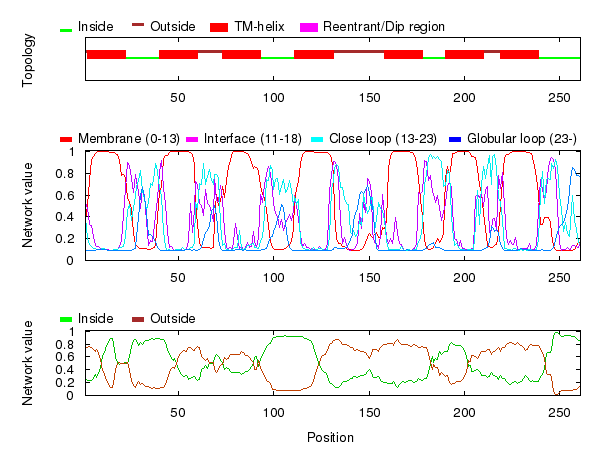 Inside Outside TM-helix Reentrant/Dip region
Topology
50 100 150 200 250
Membrane (0-13) Interface (11-18) Close loop (13-23) Globular loop (23-)
Network value
1
0.8
0.6
0.4
0.2
0
50 100 150 200 250
Inside Outside
Network value
1
0.8
0.6
0.4
0.2
0
50 100 150 200 250
Position